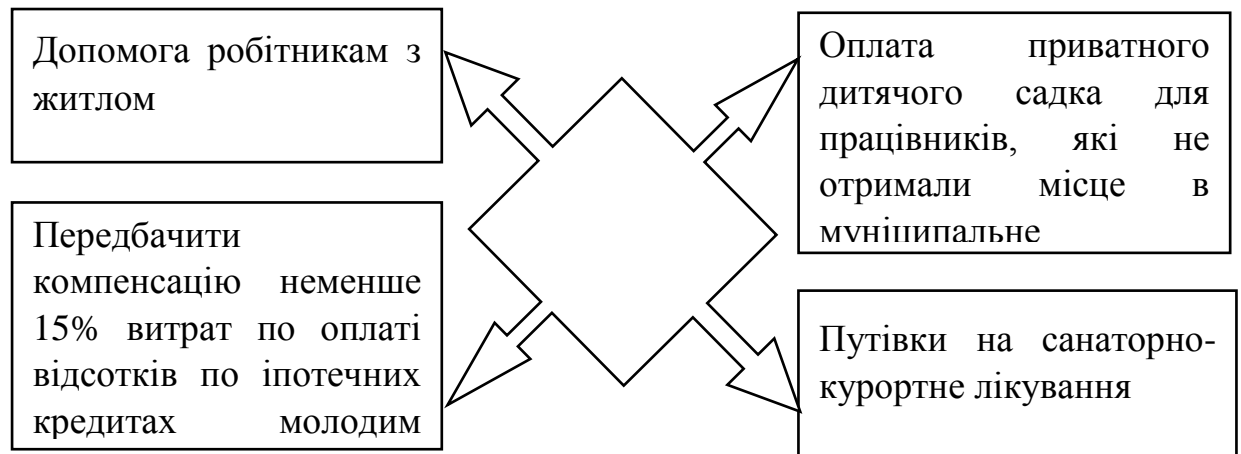 Допомога робітникам з
житлом
Оплата приватного
дитячого садка для
працівників, які не
отримали місце в
муніципальне
Передбачити
компенсацію неменше
15% витрат по оплаті
відсотків по іпотечних
кредитах молодим
Путівки на санаторно-
курортне лікування